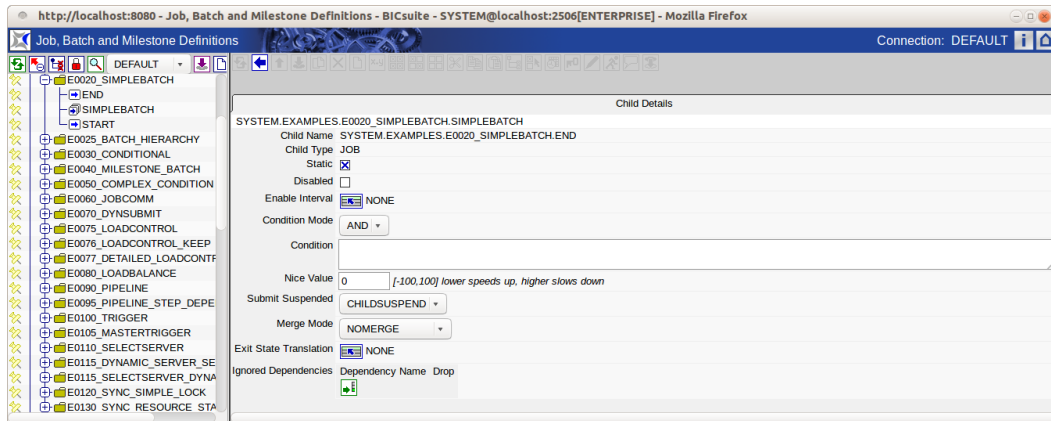 http://localhost:8080 - Job, Batch and Milestone Definitions - BICsuite - SYSTEM@localhost:2506[ENTERPRISE] - Mozilla Firefox
Job, Batch and Milestone Definitions
Connection: DEFAULT
DEFAULT
E0020_SIMPLEBATCH
END
SIMPLEBATCH
START
E0025_BATCH_HIERARCHY
E0030_CONDITIONAL
E0040_MILESTONE_BATCH
E0050_COMPLEX_CONDITION
E0060_JOBCOMM
E0070_DYNSUBMIT
E0075_LOADCONTROL
E0076_LOADCONTROL_KEEP
E0077_DETAILED_LOADCONTF
E0080_LOADBALANCE
E0090_PIPELINE
E0095_PIPELINE_STEP_DEPE
E0100_TRIGGER
E0105_MASTERTRIGGER
E0110_SELECTSERVER
E0115_DYNAMIC_SERVER_SE
E0115_SELECTSERVER_DYNA
E0120_SYNC_SIMPLE_LOCK
E0130_SYNC_RESOURCE_STA
Child Details
SYSTEM.EXAMPLES.E0020_SIMPLEBATCH.SIMPLEBATCH
Child Name SYSTEM.EXAMPLES.E0020_SIMPLEBATCH.END
Child Type JOB
Static
Disabled
Enable Interval NONE
Condition Mode AND
Condition
Nice Value 0 [-100,100] lower speeds up, higher slows down
Submit Suspended CHILDSUSPEND
Merge Mode NOMERGE
Exit State Translation NONE
Ignored Dependencies Dependency Name Drop